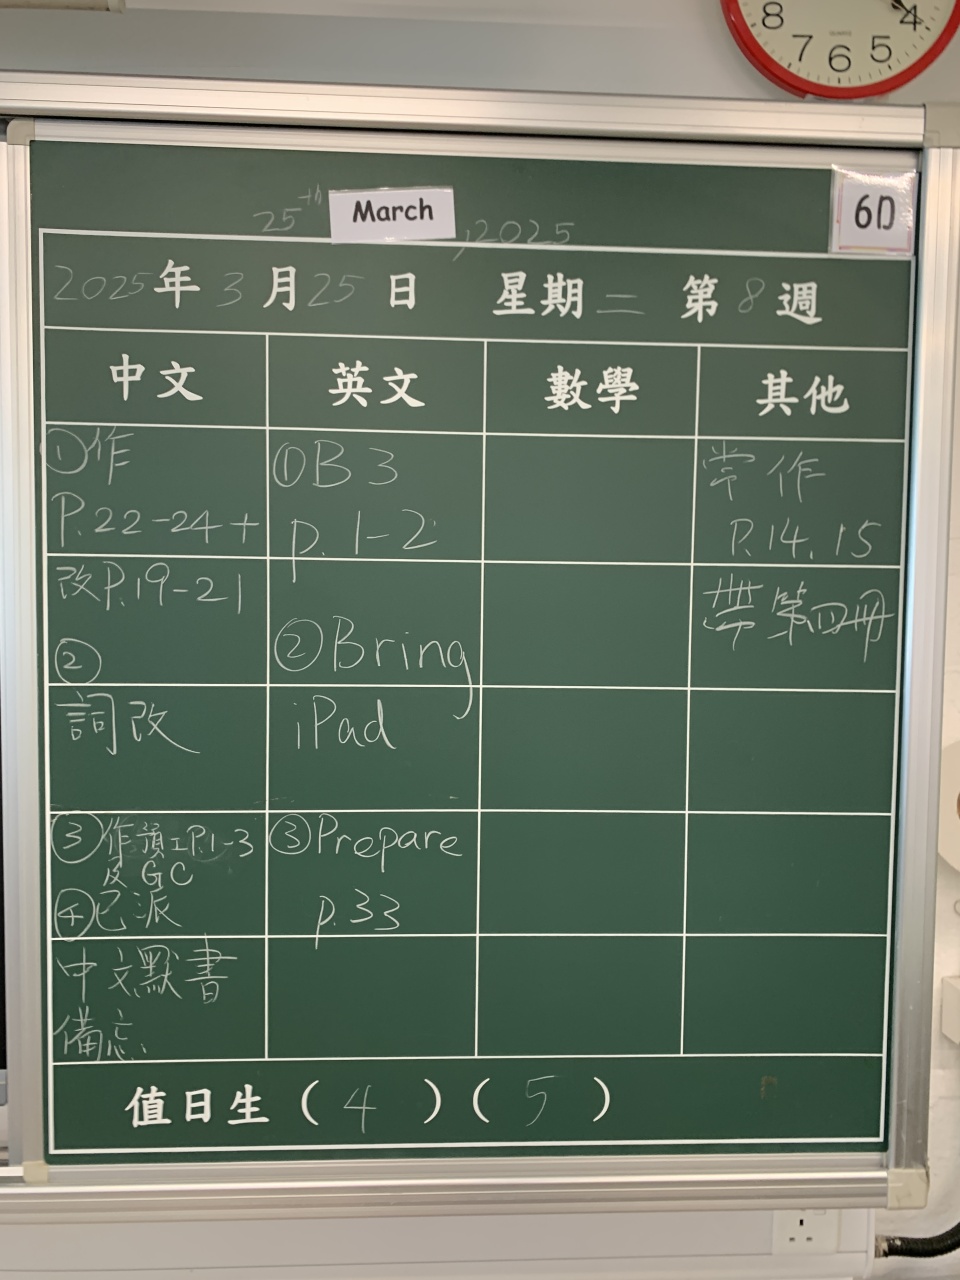 8 7 6 5 4
QUARTZ
25th March, 2025
6D
2025年3月25日 星期二 第8週
中文 英文 數學 其他
①作
P.22-24+
改P.19-21
②
詞改
③作預工P.1-3
及GC
④已派
中文默書
備忘
①B3
p.1-2
②Bring
iPad
③Prepare
p.33
常作
P.14,15
帶第四冊
值日生（4）（5）